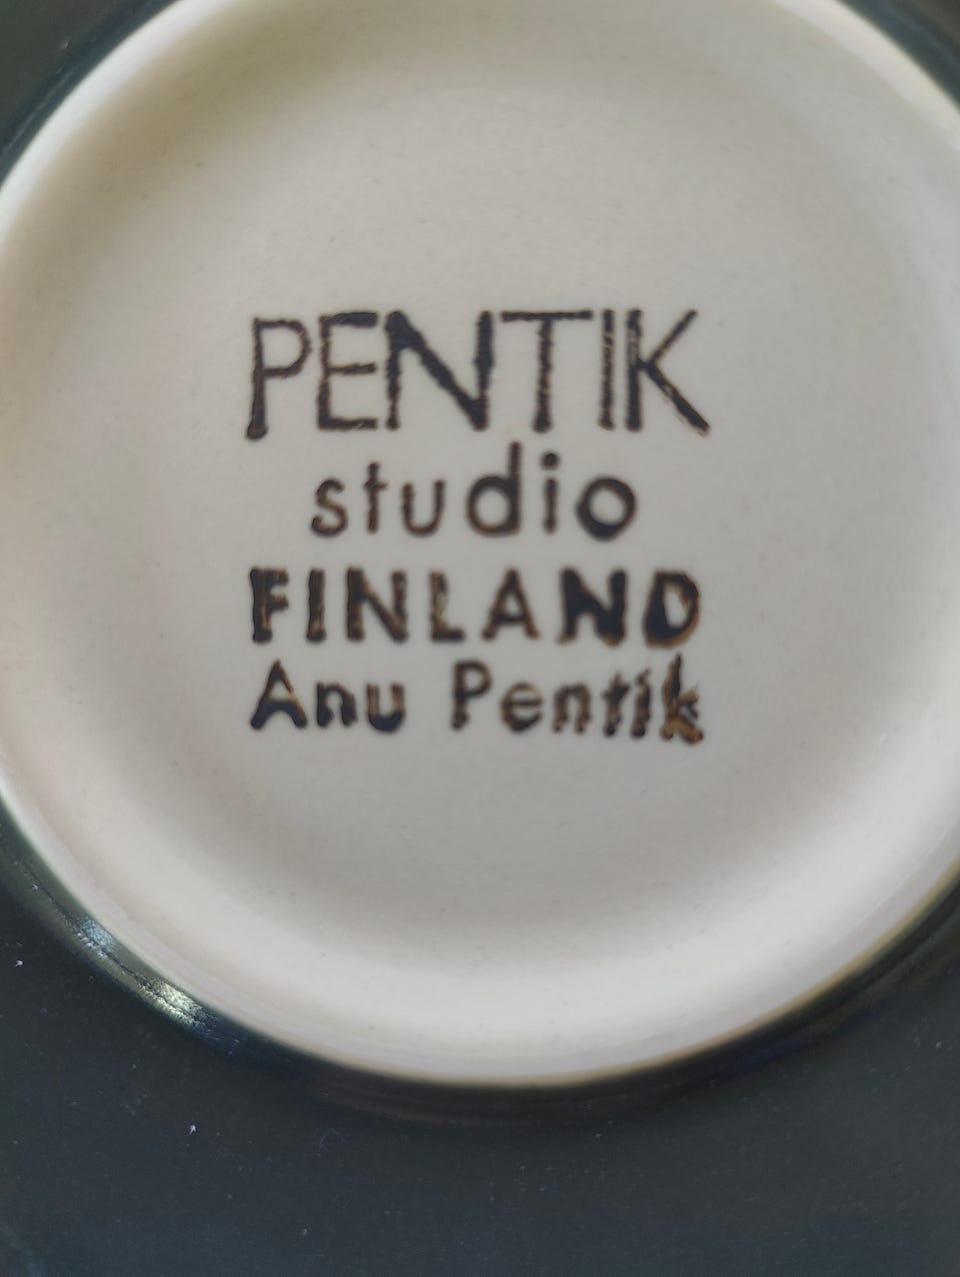 PENTIK
studio
FINLAND
Anu Pentik